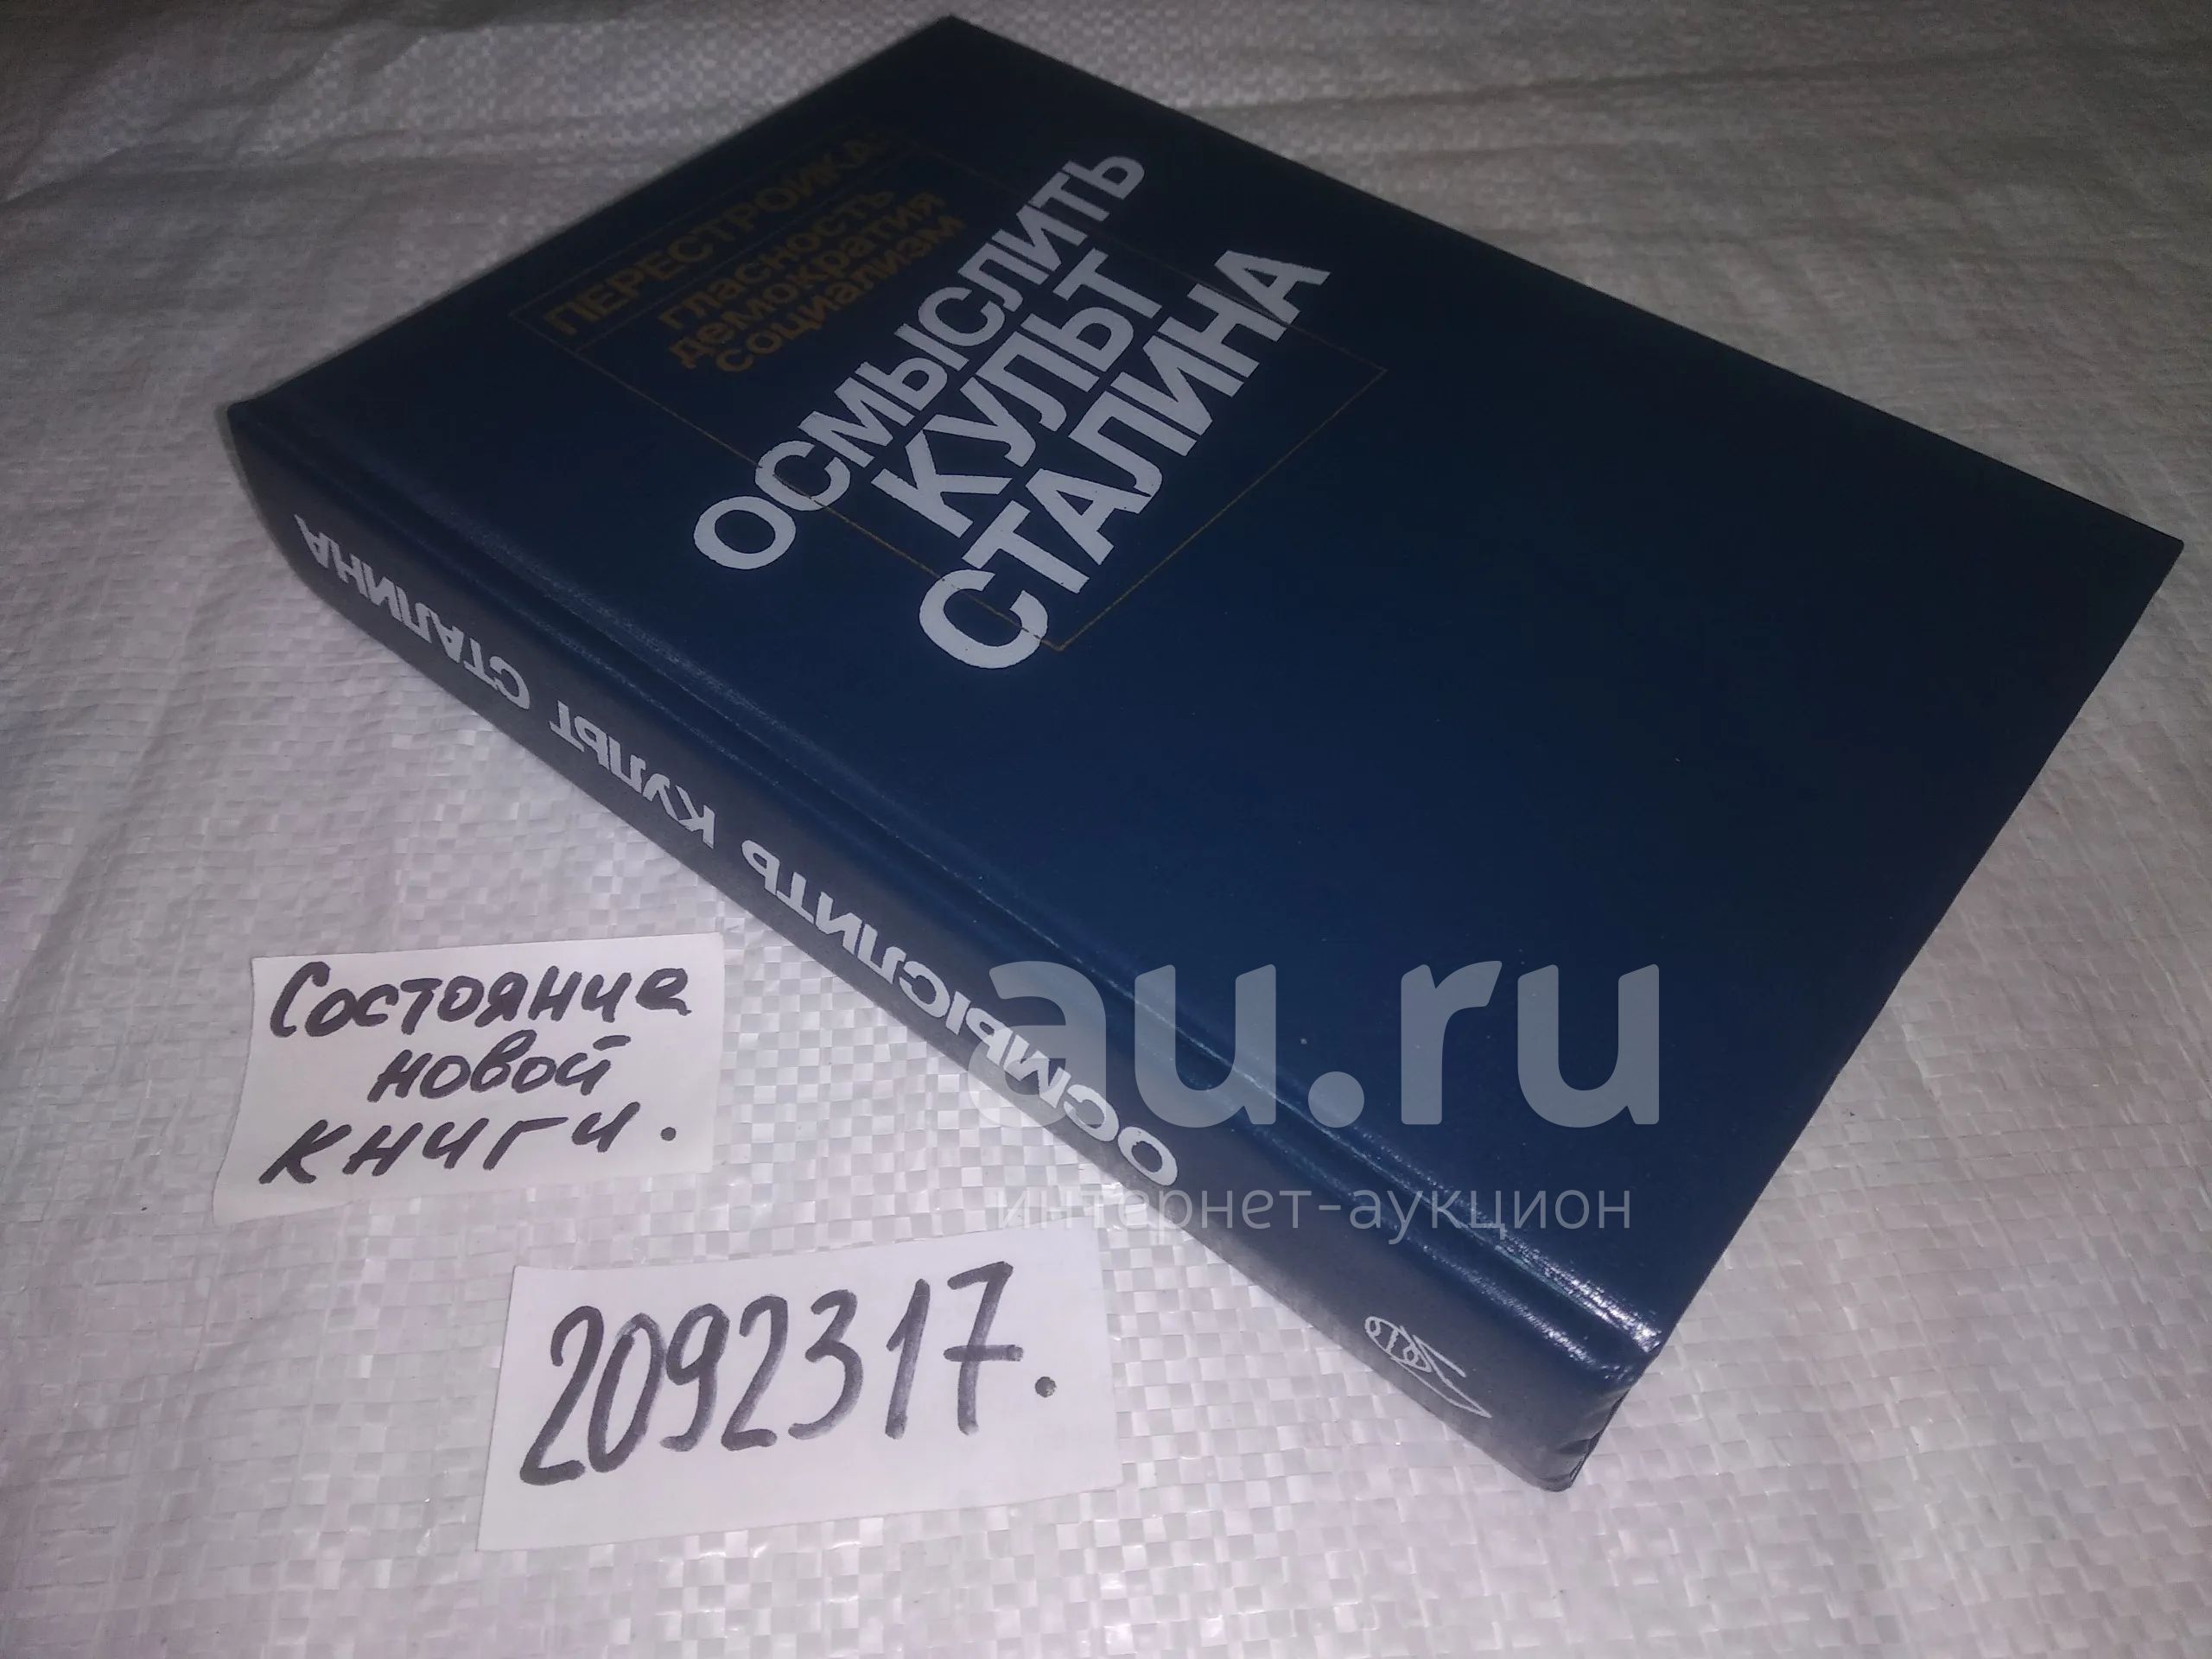 ПЕРЕСТРОЙКА:
гласность
демократия
социализм
ОСМЫСЛИТЬ
КУЛЬТ
СТАЛИНА
ОСМЫСЛИТЬ КУЛЬТ СТАЛИНА
au.ru
интернет-аукцион
Состояние
новой
книги.
2092317.